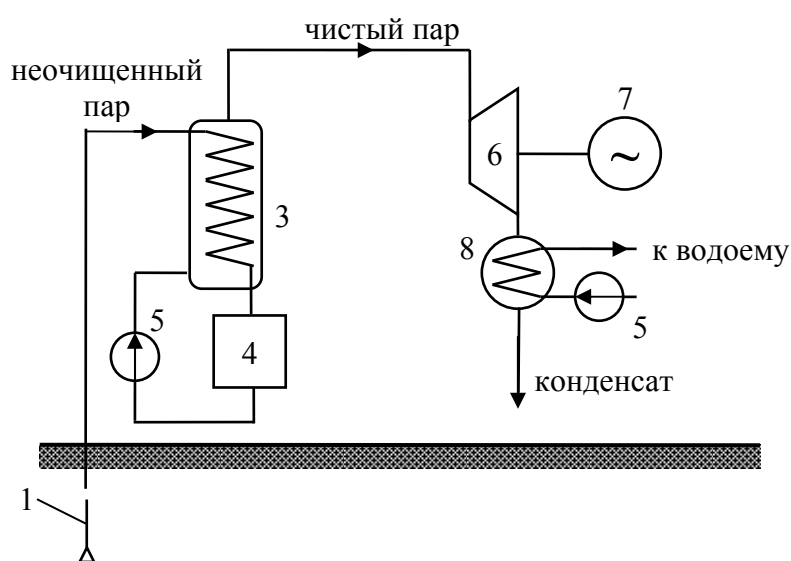 чистый пар
неочищенный
пар
7
6
~
3
8
к водоему
5
5
4
конденсат
1